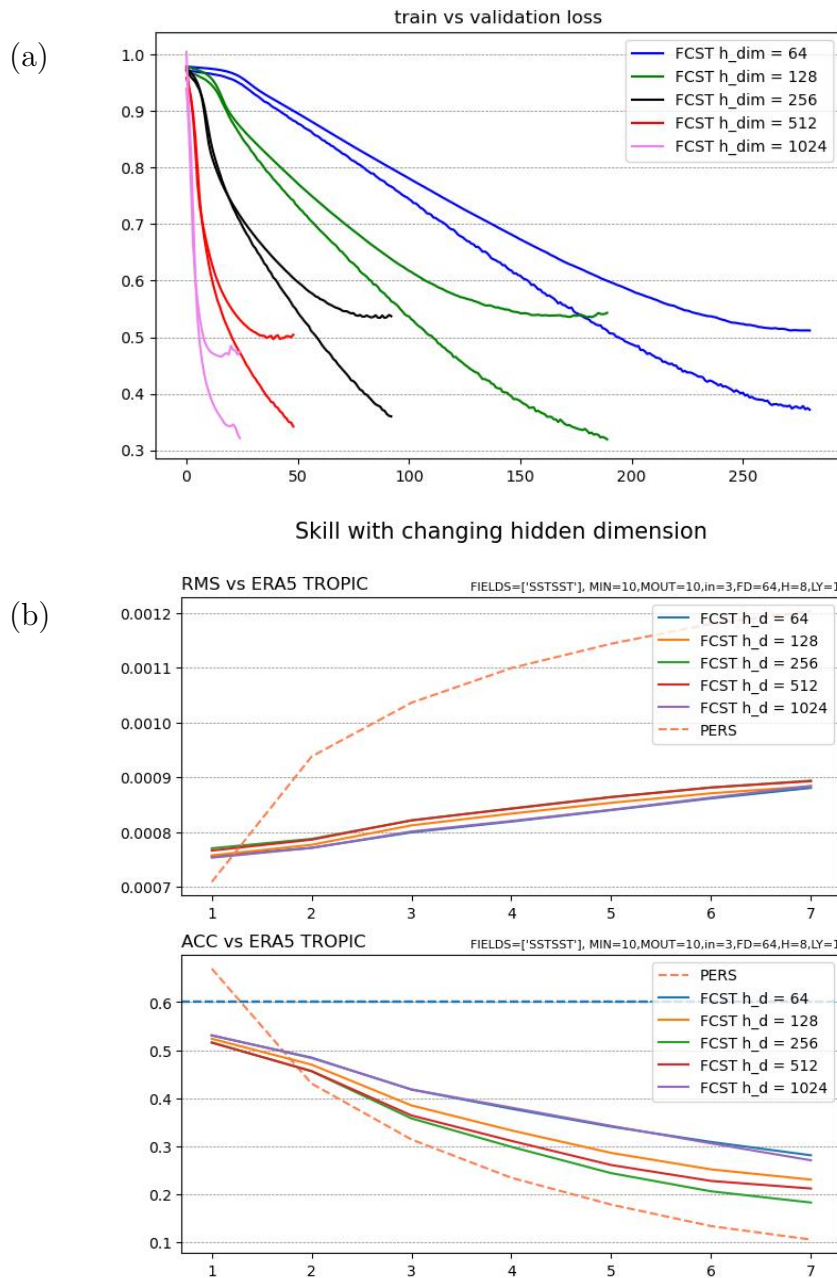 train vs validation loss
(a)
1.0
0.9
0.8
0.7
0.6
0.5
0.4
0.3
FCST h_dim = 64
FCST h_dim = 128
FCST h_dim = 256
FCST h_dim = 512
FCST h_dim = 1024
0 50 100 150 200 250
Skill with changing hidden dimension
(b)
RMS vs ERA5 TROPIC FIELDS=['SSTSST'], MIN=10,MOUT=10,in=3,FD=64,H=8,LY=1
0.0012
0.0011
0.0010
0.0009
0.0008
0.0007
FCST h_d = 64
FCST h_d = 128
FCST h_d = 256
FCST h_d = 512
FCST h_d = 1024
PERS
1 2 3 4 5 6 7
ACC vs ERA5 TROPIC FIELDS=['SSTSST'], MIN=10,MOUT=10,in=3,FD=64,H=8,LY=1
0.6
0.5
0.4
0.3
0.2
0.1
PERS
FCST h_d = 64
FCST h_d = 128
FCST h_d = 256
FCST h_d = 512
FCST h_d = 1024
1 2 3 4 5 6 7